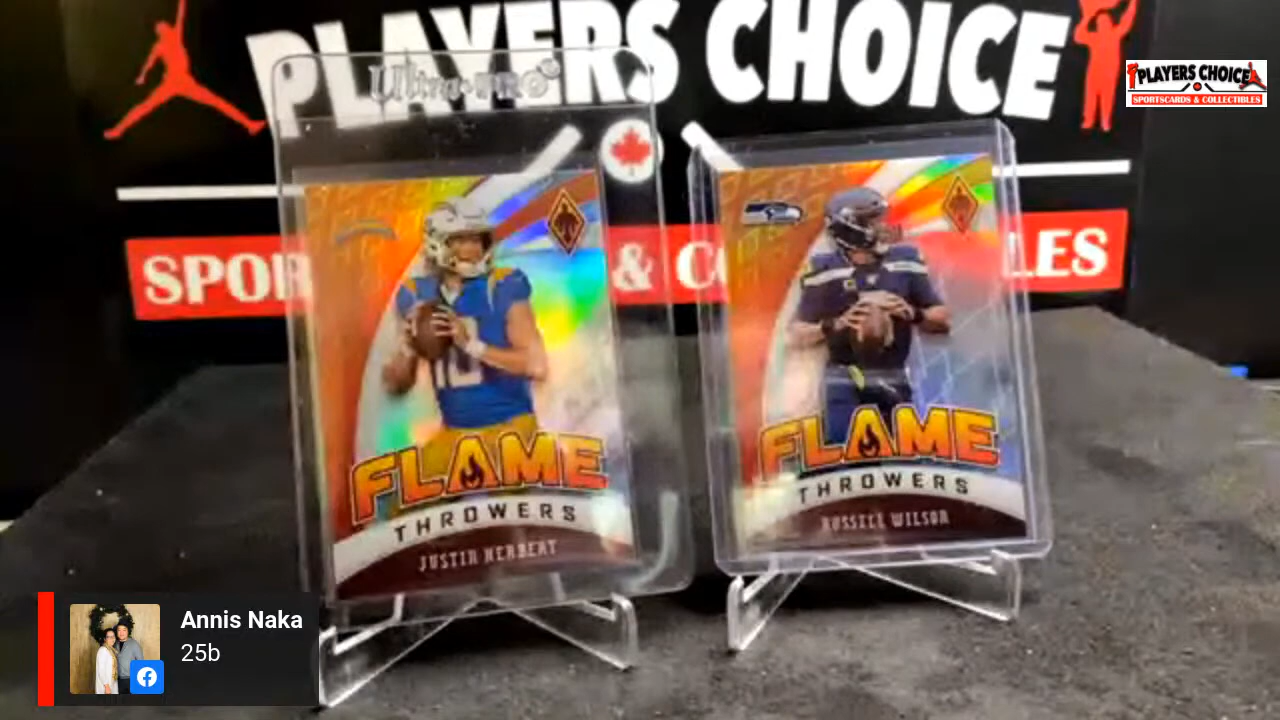 PLAYERS CHOICE
Ultra·PRO®
PLAYERS CHOICE
SPORTSCARDS & COLLECTIBLES
SPOR
& C
LES
10
FLAME
THROWERS
JUSTIN HERBERT
FLAME
THROWERS
RUSSELL WILSON
Annis Naka
25b